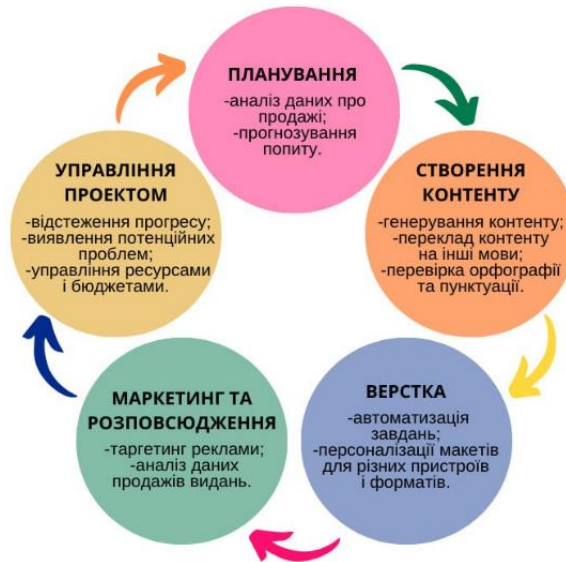 ПЛАНУВАННЯ
-аналіз даних про
продажі;
-прогнозування
попиту.
СТВОРЕННЯ
КОНТЕНТУ
-генерування контенту;
-переклад контенту
на інші мови;
-перевірка орфографії
та пунктуації.
ВЕРСТКА
-автоматизація
завдань;
-персоналізації макетів
для різних пристроїв
і форматів.
МАРКЕТИНГ ТА
РОЗПОВСЮДЖЕННЯ
-таргетинг реклами;
-аналіз даних
продажів видань.
УПРАВЛІННЯ
ПРОЕКТОМ
-відстеження прогресу;
-виявлення потенційних
проблем;
-управління ресурсами
і бюджетами.